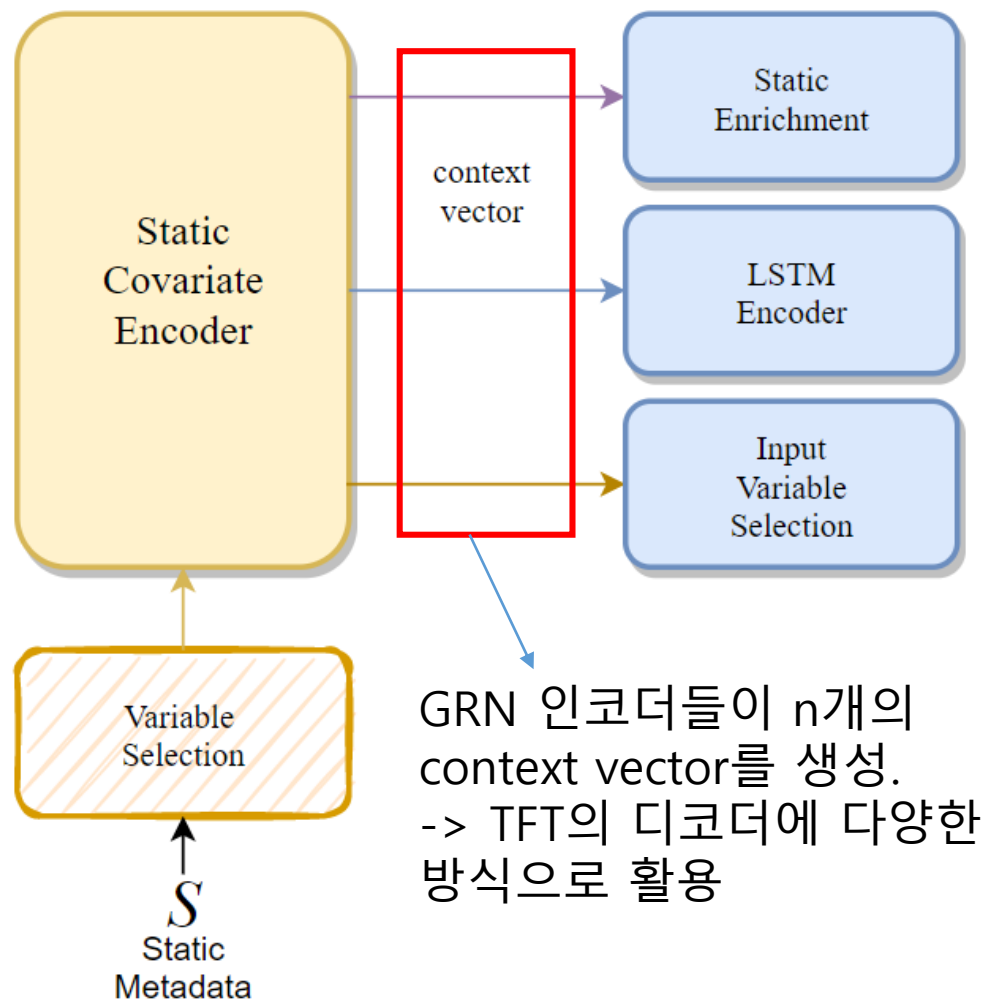 Static
Covariate
Encoder
context
vector
Static
Enrichment
LSTM
Encoder
Input
Variable
Selection
Variable
Selection
S
Static
Metadada
GRN 인코더들이 n개의
context vector를 생성.
-> TFT의 디코더에 다양한
방식으로 활용